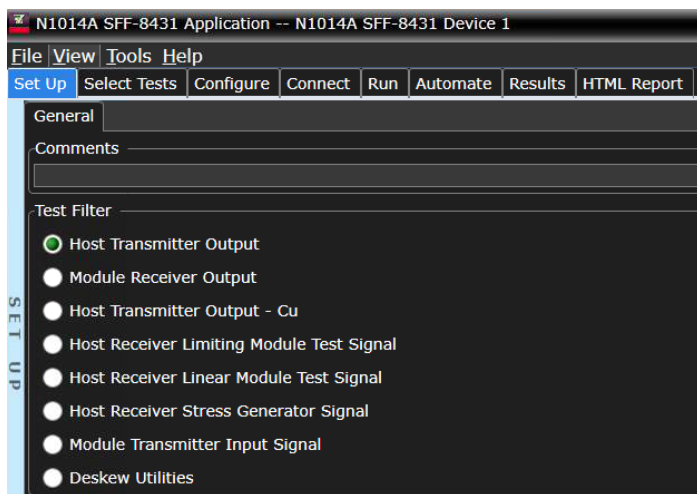 N1014A SFF-8431 Application -- N1014A SFF-8431 Device 1
File View Tools Help
Set Up Select Tests Configure Connect Run Automate Results HTML Report
General
Comments
Test Filter
Host Transmitter Output
Module Receiver Output
Host Transmitter Output - Cu
Host Receiver Limiting Module Test Signal
Host Receiver Linear Module Test Signal
Host Receiver Stress Generator Signal
Module Transmitter Input Signal
Deskew Utilities
SET UP